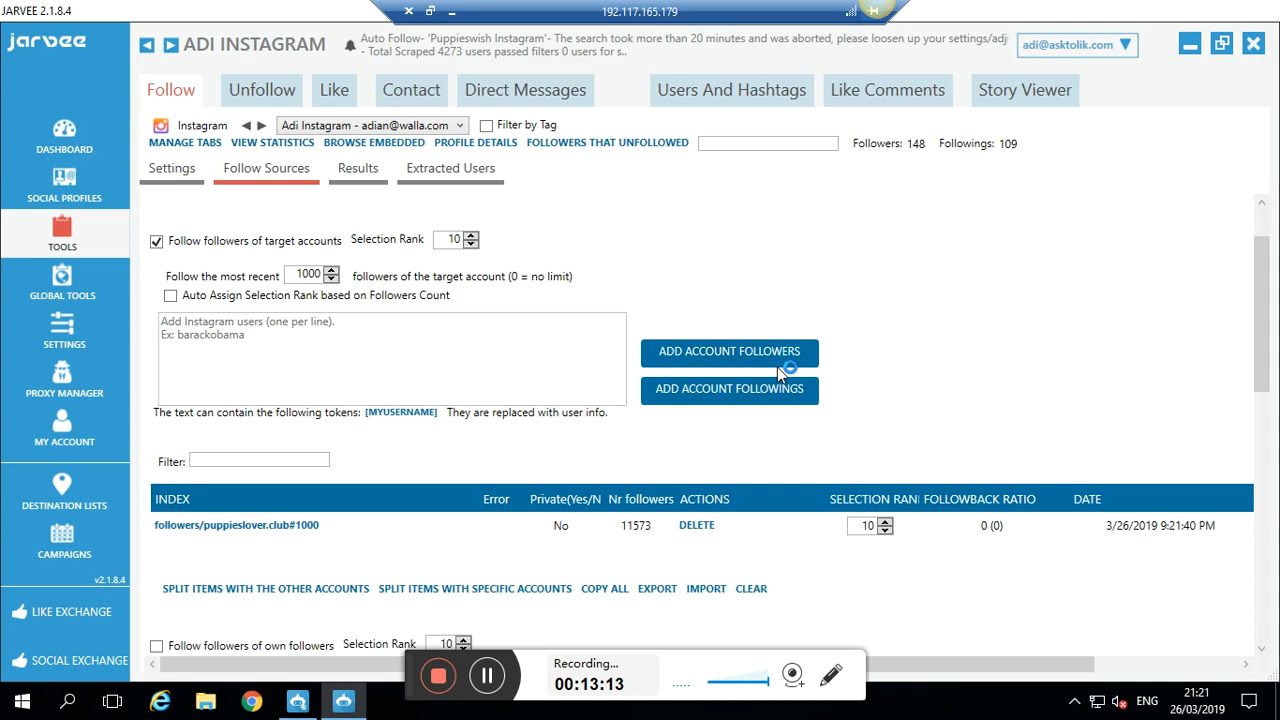 JARVEE 2.1.8.4
192.117.165.179
jarvee
ADI INSTAGRAM
Auto Follow- 'Puppieswish Instagram'- The search took more than 20 minutes and was aborted, please loosen up your settings/adj
- Total Scraped 4273 users passed filters 0 users for s..
adi@asktolik.com
Follow Unfollow Like Contact Direct Messages Users And Hashtags Like Comments Story Viewer
Instagram Adi Instagram - adian@walla.com Filter by Tag
MANAGE TABS VIEW STATISTICS BROWSE EMBEDDED PROFILE DETAILS FOLLOWERS THAT UNFOLLOWED Followers: 148 Followings: 109
Settings Follow Sources Results Extracted Users
DASHBOARD
SOCIAL PROFILES
TOOLS
GLOBAL TOOLS
SETTINGS
PROXY MANAGER
MY ACCOUNT
DESTINATION LISTS
CAMPAIGNS
v2.1.8.4
LIKE EXCHANGE
SOCIAL EXCHANGE
Follow followers of target accounts Selection Rank 10
Follow the most recent 1000 followers of the target account (0 = no limit)
Auto Assign Selection Rank based on Followers Count
Add Instagram users (one per line).
Ex: barackobama
ADD ACCOUNT FOLLOWERS
ADD ACCOUNT FOLLOWINGS
The text can contain the following tokens: [MYUSERNAME] They are replaced with user info.
Filter:
INDEX Error Private(Yes/N Nr followers ACTIONS SELECTION RAN FOLLOWBACK RATIO DATE
followers/puppieslover.club#1000 No 11573 DELETE 10 0 (0) 3/26/2019 9:21:40 PM
SPLIT ITEMS WITH THE OTHER ACCOUNTS SPLIT ITEMS WITH SPECIFIC ACCOUNTS COPY ALL EXPORT IMPORT CLEAR
Follow followers of own followers Selection Rank 10
Recording...
00:13:13
ENG
21:21
26/03/2019